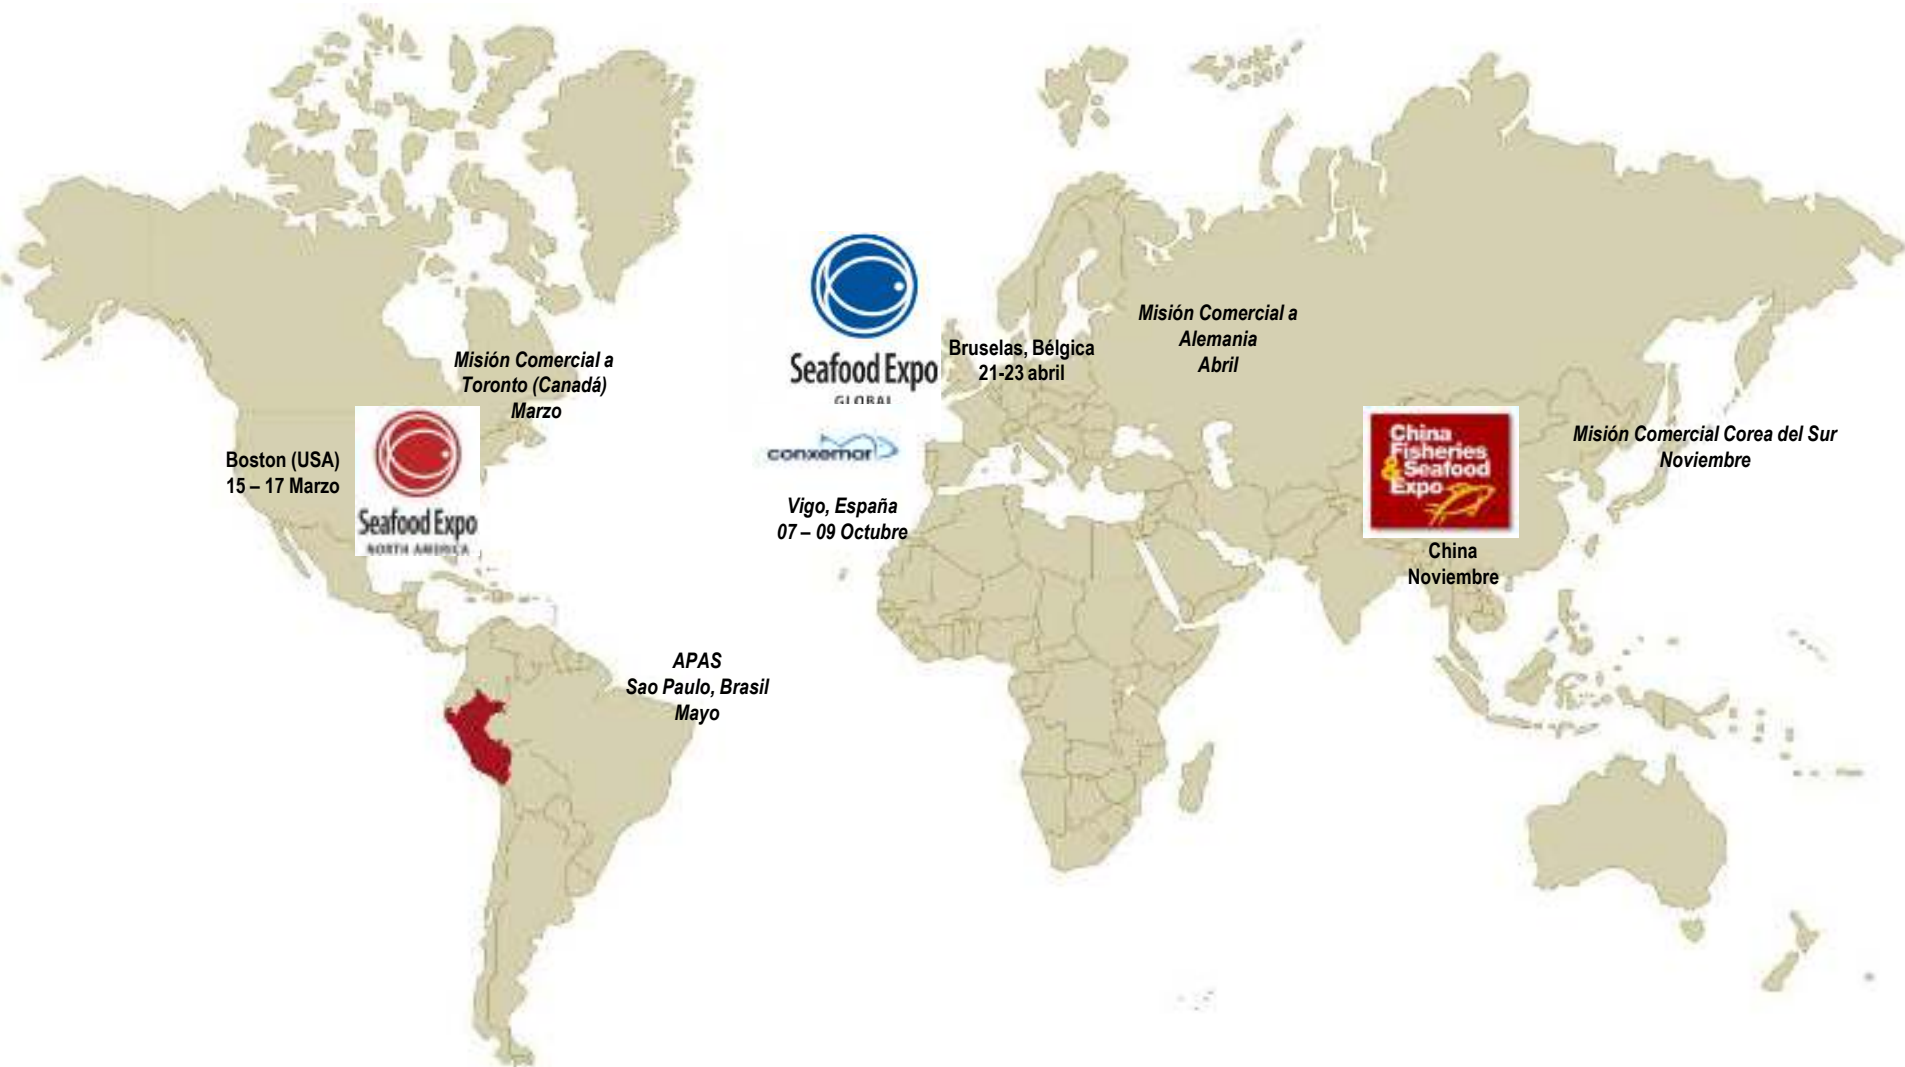 Misión Comercial a
Toronto (Canadá)
Marzo
Boston (USA)
15 – 17 Marzo
Seafood Expo
NORTH AMERICA
Seafood Expo
GLOBAL
Bruselas, Bélgica
21-23 abril
Misión Comercial a
Alemania
Abril
conxemar
Vigo, España
07 – 09 Octubre
China
Fisheries
& Seafood
Expo
China
Noviembre
Misión Comercial Corea del Sur
Noviembre
APAS
Sao Paulo, Brasil
Mayo